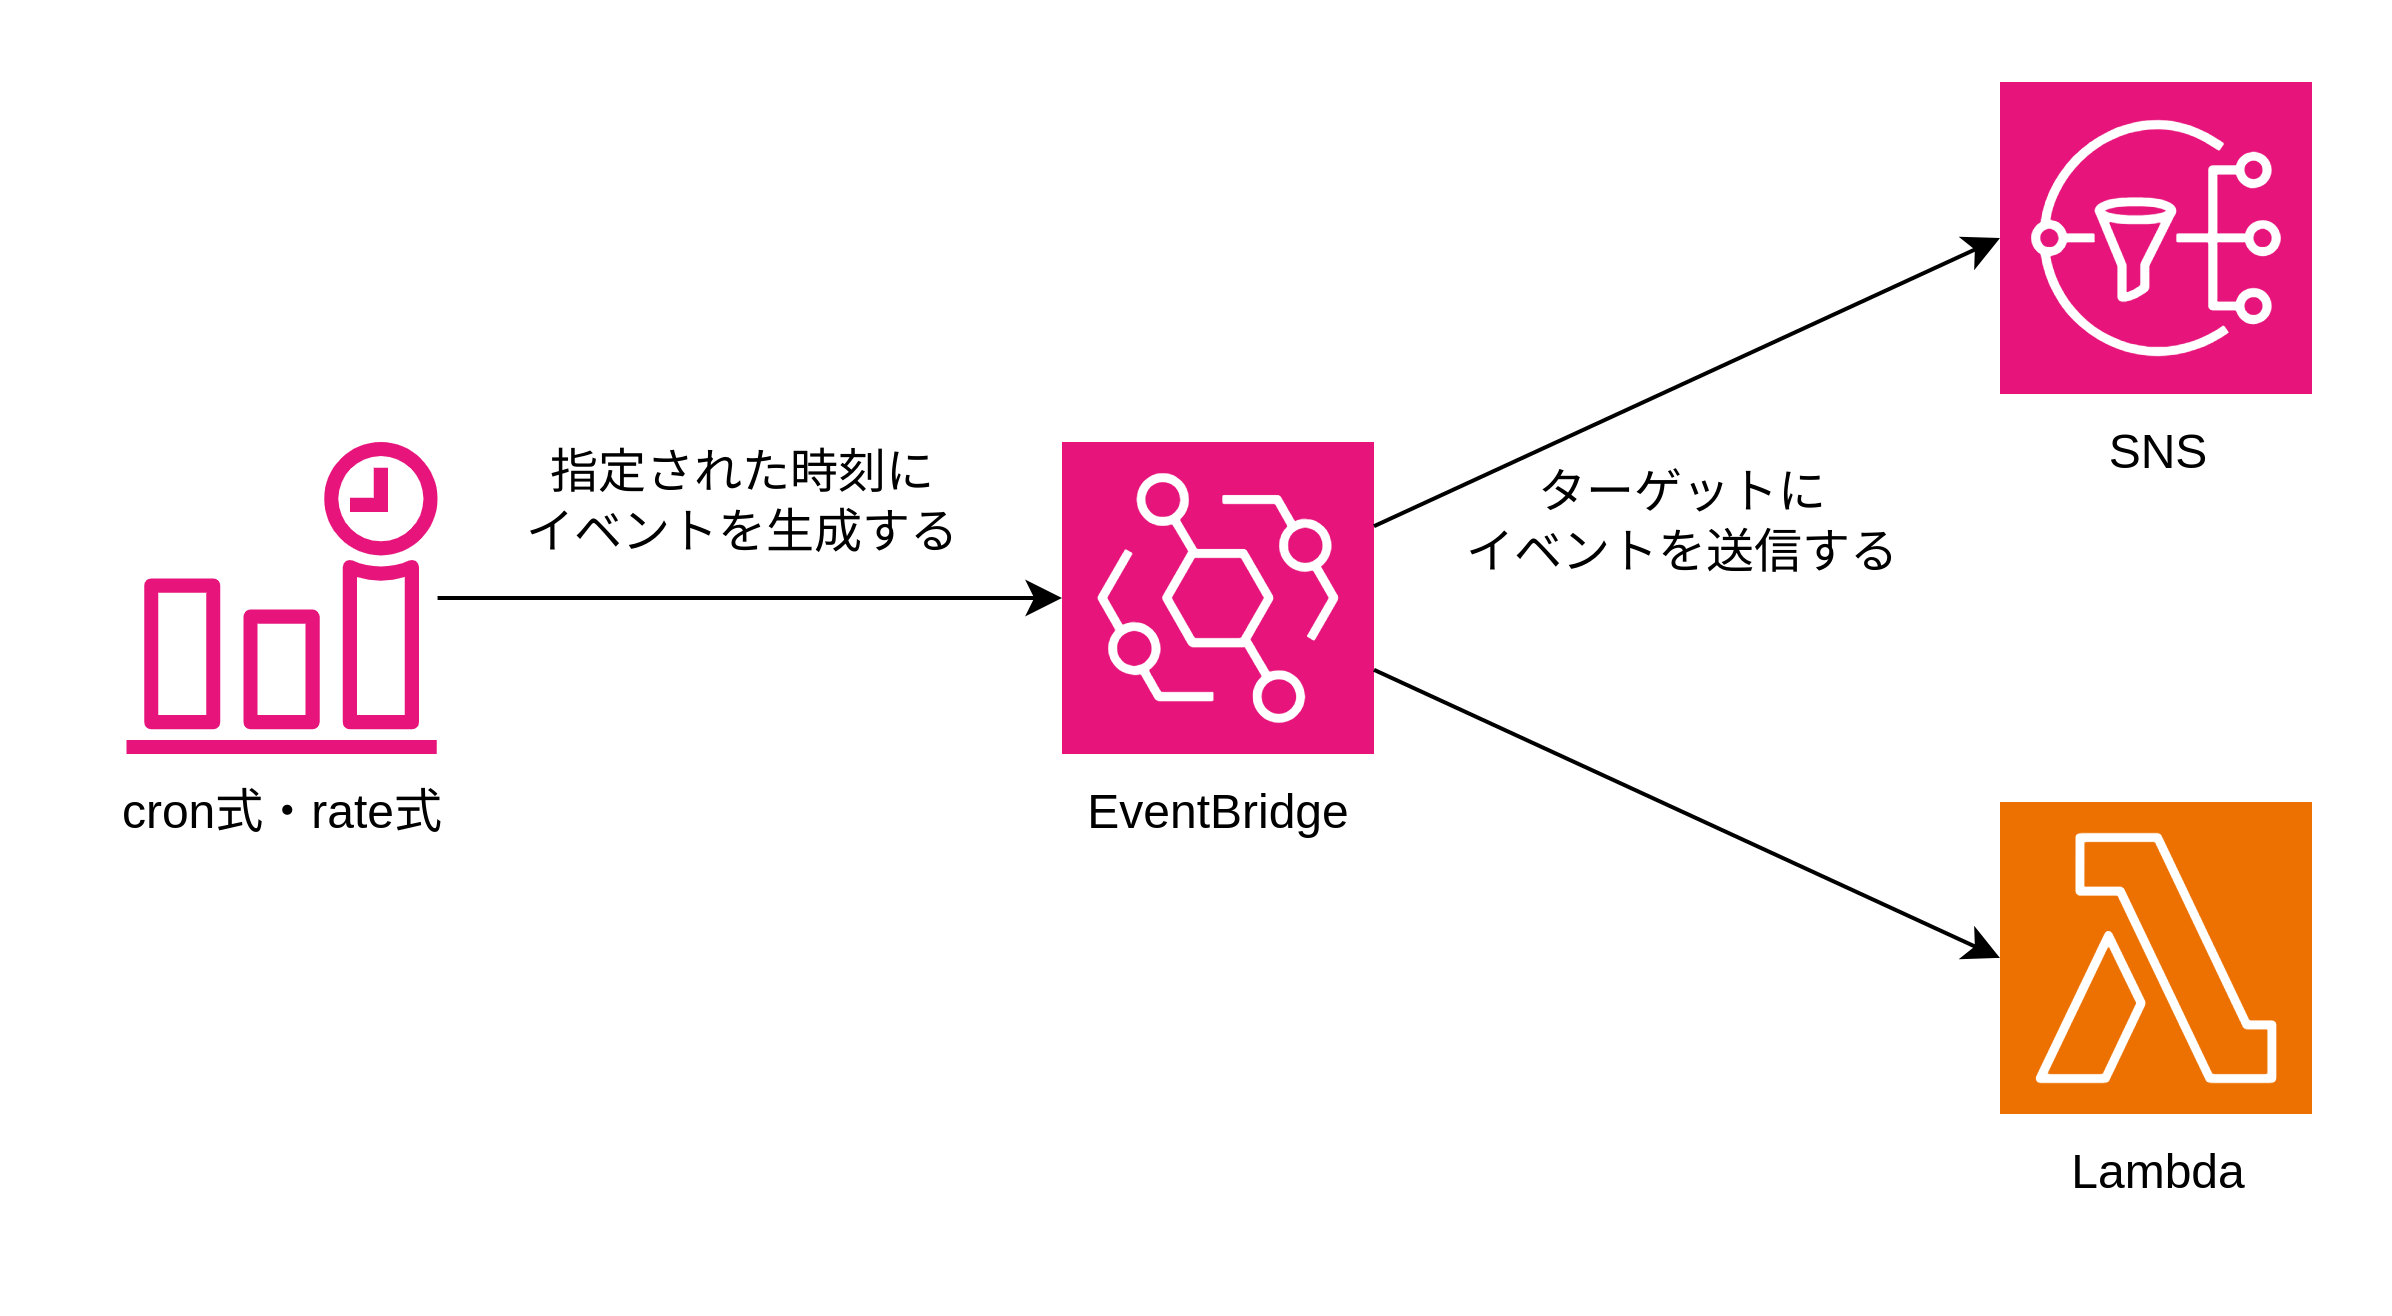 指定された時刻に
イベントを生成する
cron式・rate式
EventBridge
ターゲットに
イベントを送信する
SNS
Lambda